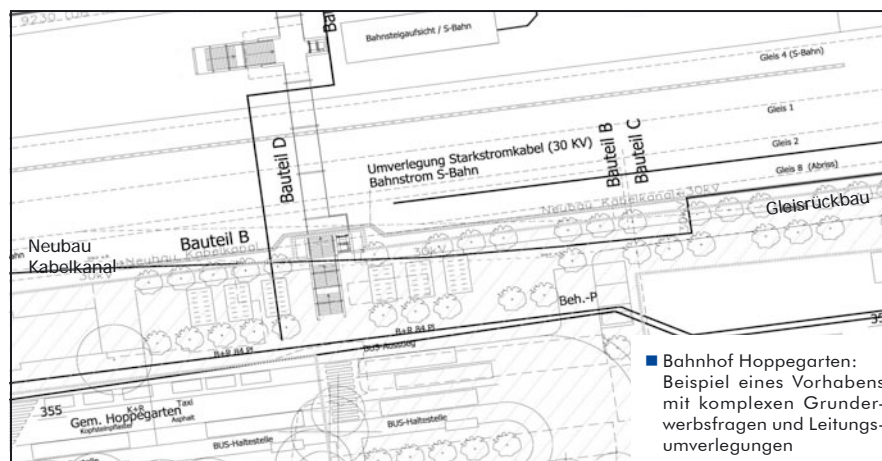 Bahnsteigaufsicht / S-Bahn
Gleis 4 (S-Bahn)
Gleis 1
Gleis 2
Gleis 8 (Abriss)
Bauteil D
Umverlegung Starkstromkabel (30 KV)
Bahnstrom S-Bahn
Bauteil B
Bauteil C
Neubau Kabelkanal 30kV
Gleisrückbau
Neubau
Kabelkanal
Bauteil B
Neubau Kabelkanal
30kV
30kV
Beh.-P
B+R 84 Pl
B+R 84 Pl
BUS-Ausstieg
355
Gem. Hoppegarten
K+R
Taxi
Kopfsteinpflaster
Asphalt
BUS-Haltestelle
BUS-Haltestelle
■ Bahnhof Hoppegarten:
Beispiel eines Vorhabens
mit komplexen Grunder-
werbsfragen und Leitungs-
umverlegungen